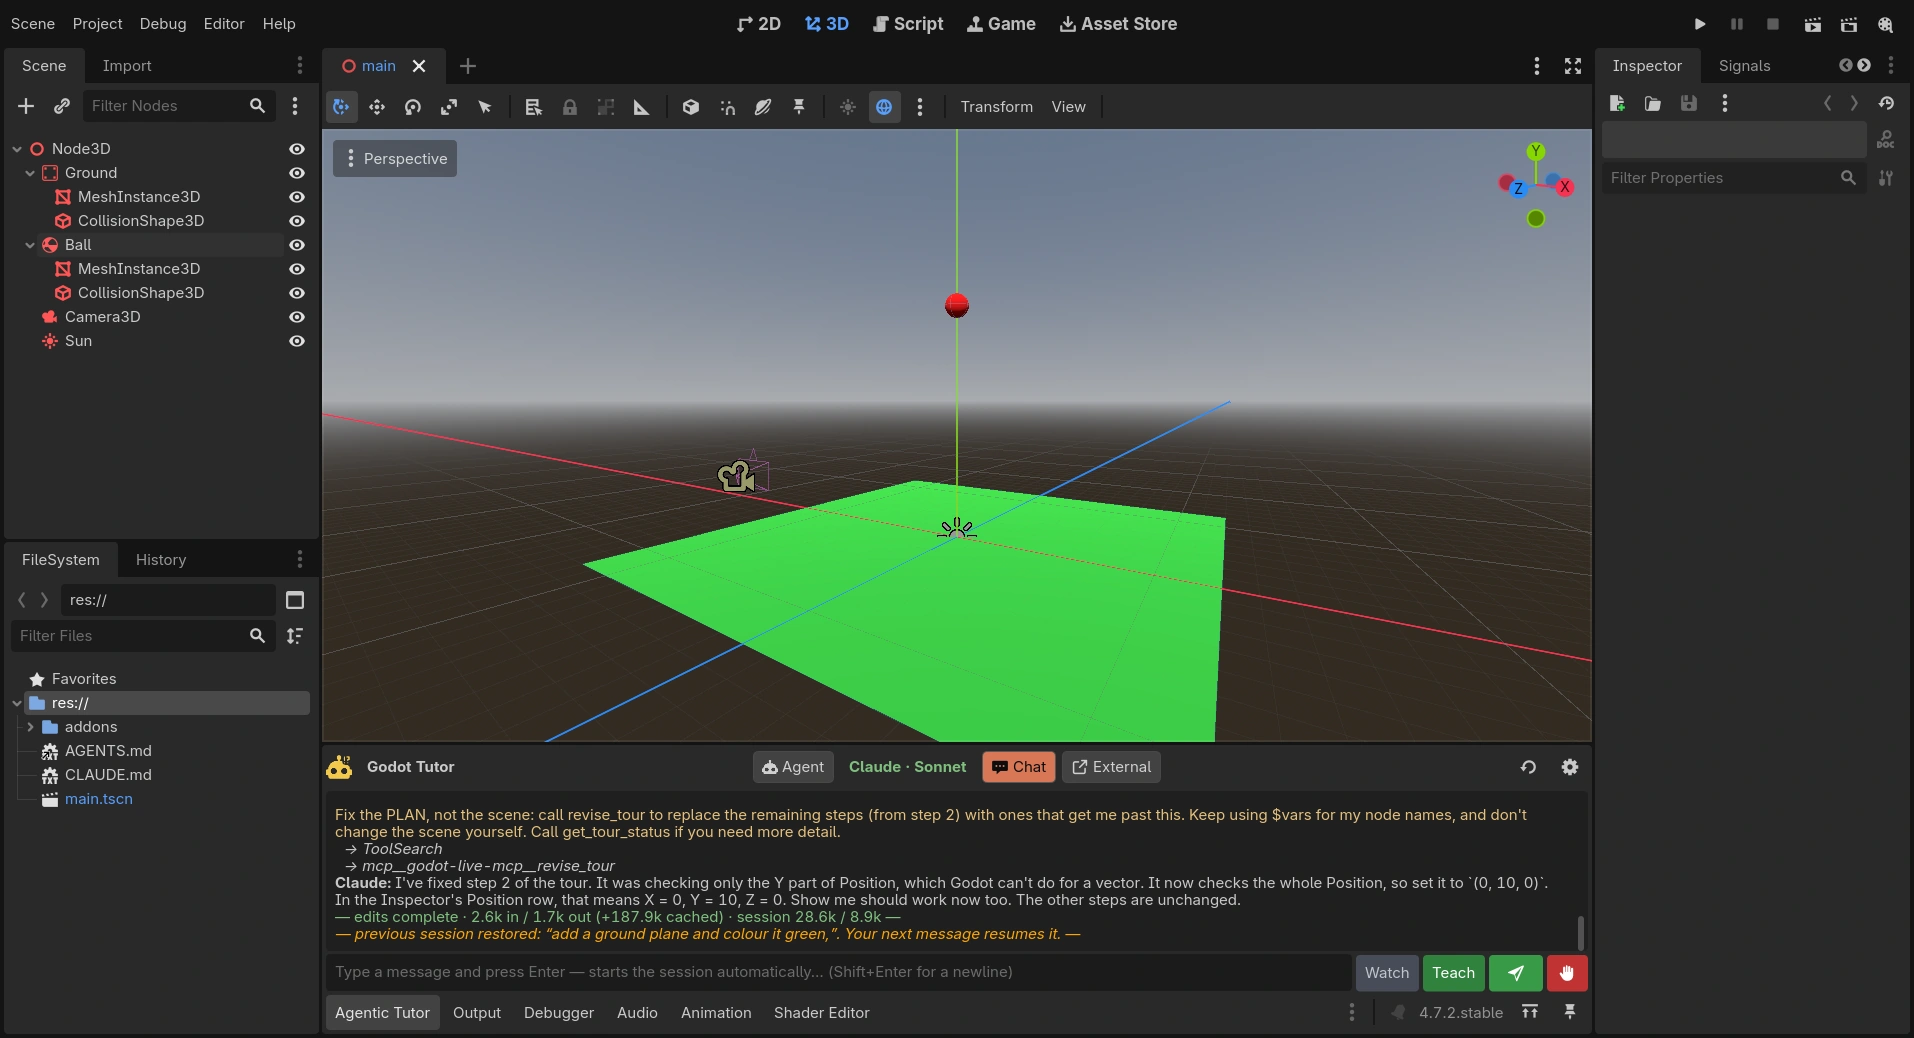 Scene Project Debug Editor Help
2D 3D Script Game Asset Store
Scene Import
Filter Nodes
Node3D
Ground
MeshInstance3D
CollisionShape3D
Ball
MeshInstance3D
CollisionShape3D
Camera3D
Sun
FileSystem History
res://
Filter Files
Favorites
res://
addons
AGENTS.md
CLAUDE.md
main.tscn
main
Transform View
Perspective
Y
Z
X
Godot Tutor Agent Claude · Sonnet Chat External
Fix the PLAN, not the scene: call revise_tour to replace the remaining steps (from step 2) with ones that get me past this. Keep using $vars for my node names, and don't
change the scene yourself. Call get_tour_status if you need more detail.
→ ToolSearch
→ mcp__godot-live-mcp__revise_tour
Claude: I've fixed step 2 of the tour. It was checking only the Y part of Position, which Godot can't do for a vector. It now checks the whole Position, so set it to `(0, 10, 0)`.
In the Inspector's Position row, that means X = 0, Y = 10, Z = 0. Show me should work now too. The other steps are unchanged.
— edits complete · 2.6k in / 1.7k out (+187.9k cached) · session 28.6k / 8.9k —
— previous session restored: “add a ground plane and colour it green,”. Your next message resumes it. —
Type a message and press Enter — starts the session automatically... (Shift+Enter for a newline)
Watch Teach
Agentic Tutor Output Debugger Audio Animation Shader Editor
4.7.2.stable
Inspector Signals
DOC
Filter Properties